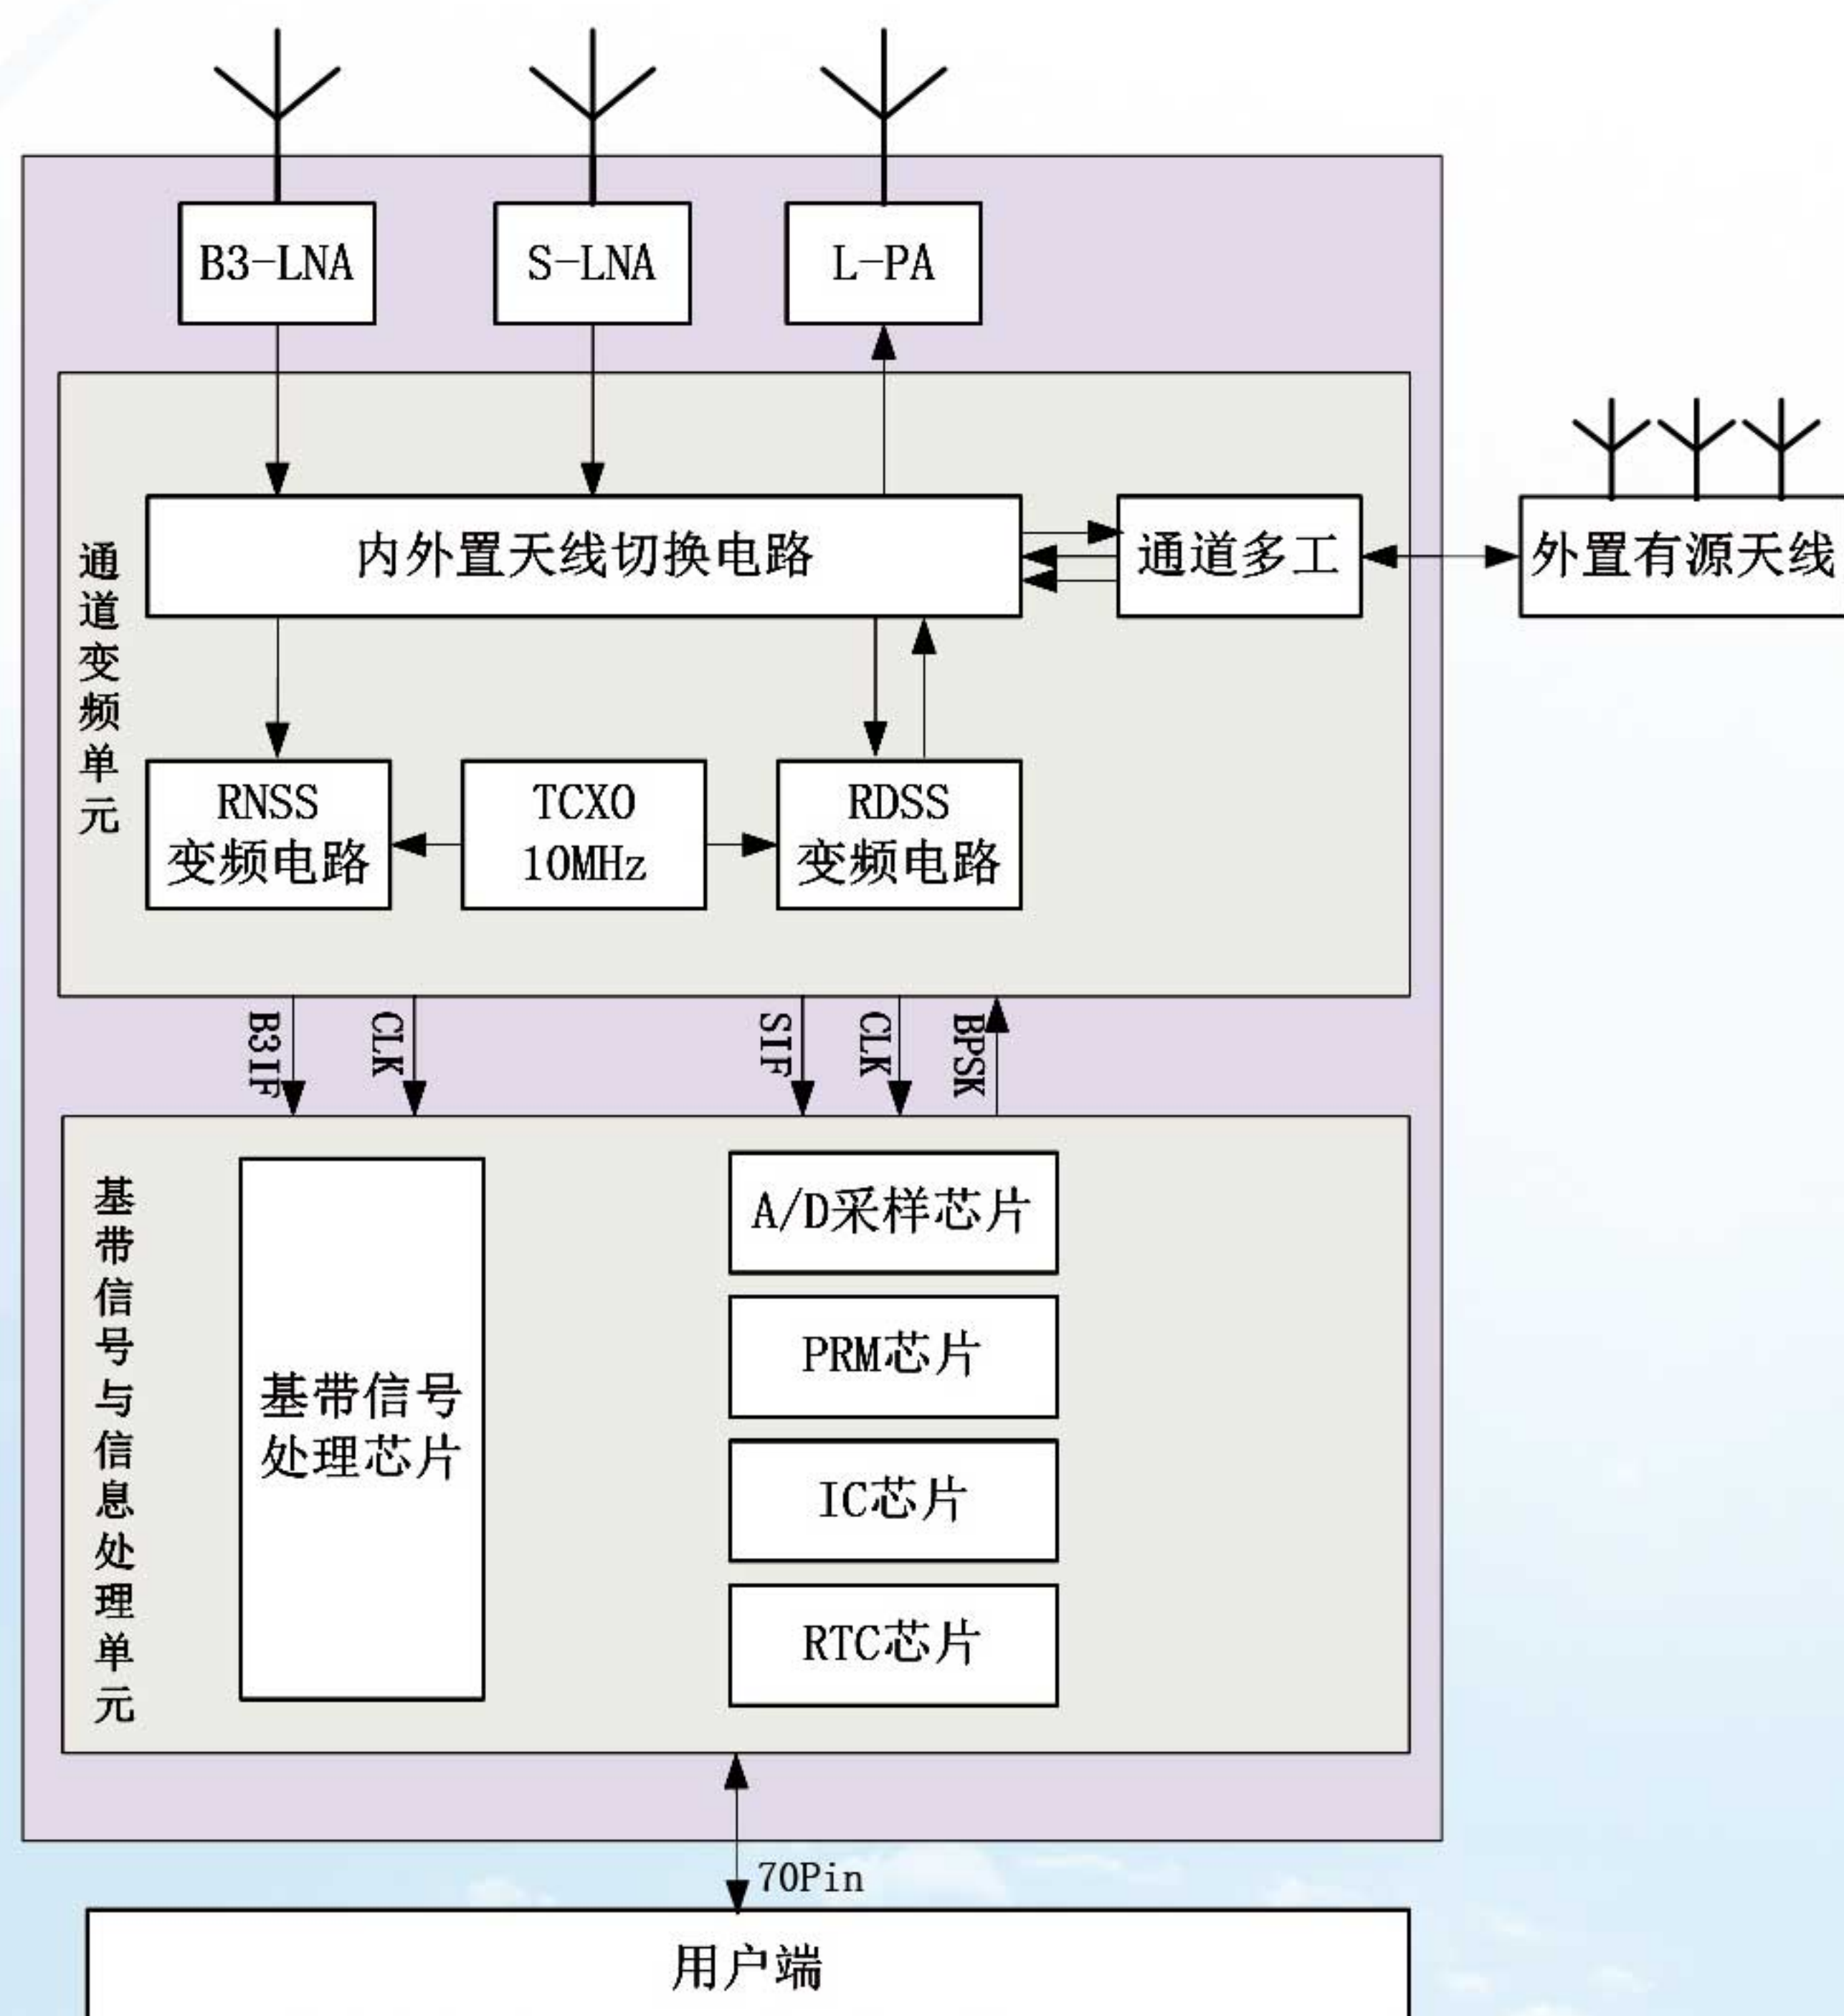 B3-LNA
S-LNA
L-PA
通道变频单元
内外置天线切换电路
通道多工
外置有源天线
RNSS
变频电路
TCXO
10MHz
RDSS
变频电路
B3IF
CLK
SIF
CLK
BPSK
基带信号与信息处理单元
基带信号
处理芯片
A/D采样芯片
PRM芯片
IC芯片
RTC芯片
70Pin
用户端